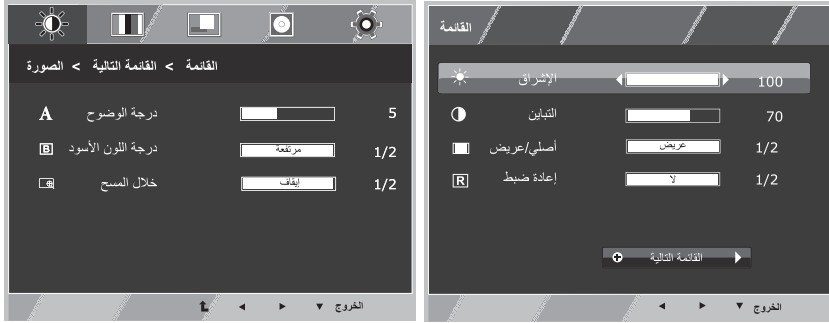 القائمة
الإشراق 100
التباين 70
أصلي/عريض عريض 1/2
R إعادة ضبط لا 1/2
القائمة التالية
الخروج
القائمة > القائمة التالية > الصورة
A درجة الوضوح 5
B درجة اللون الأسود مرتفعة 1/2
خلال المسح إيقاف 1/2
الخروج